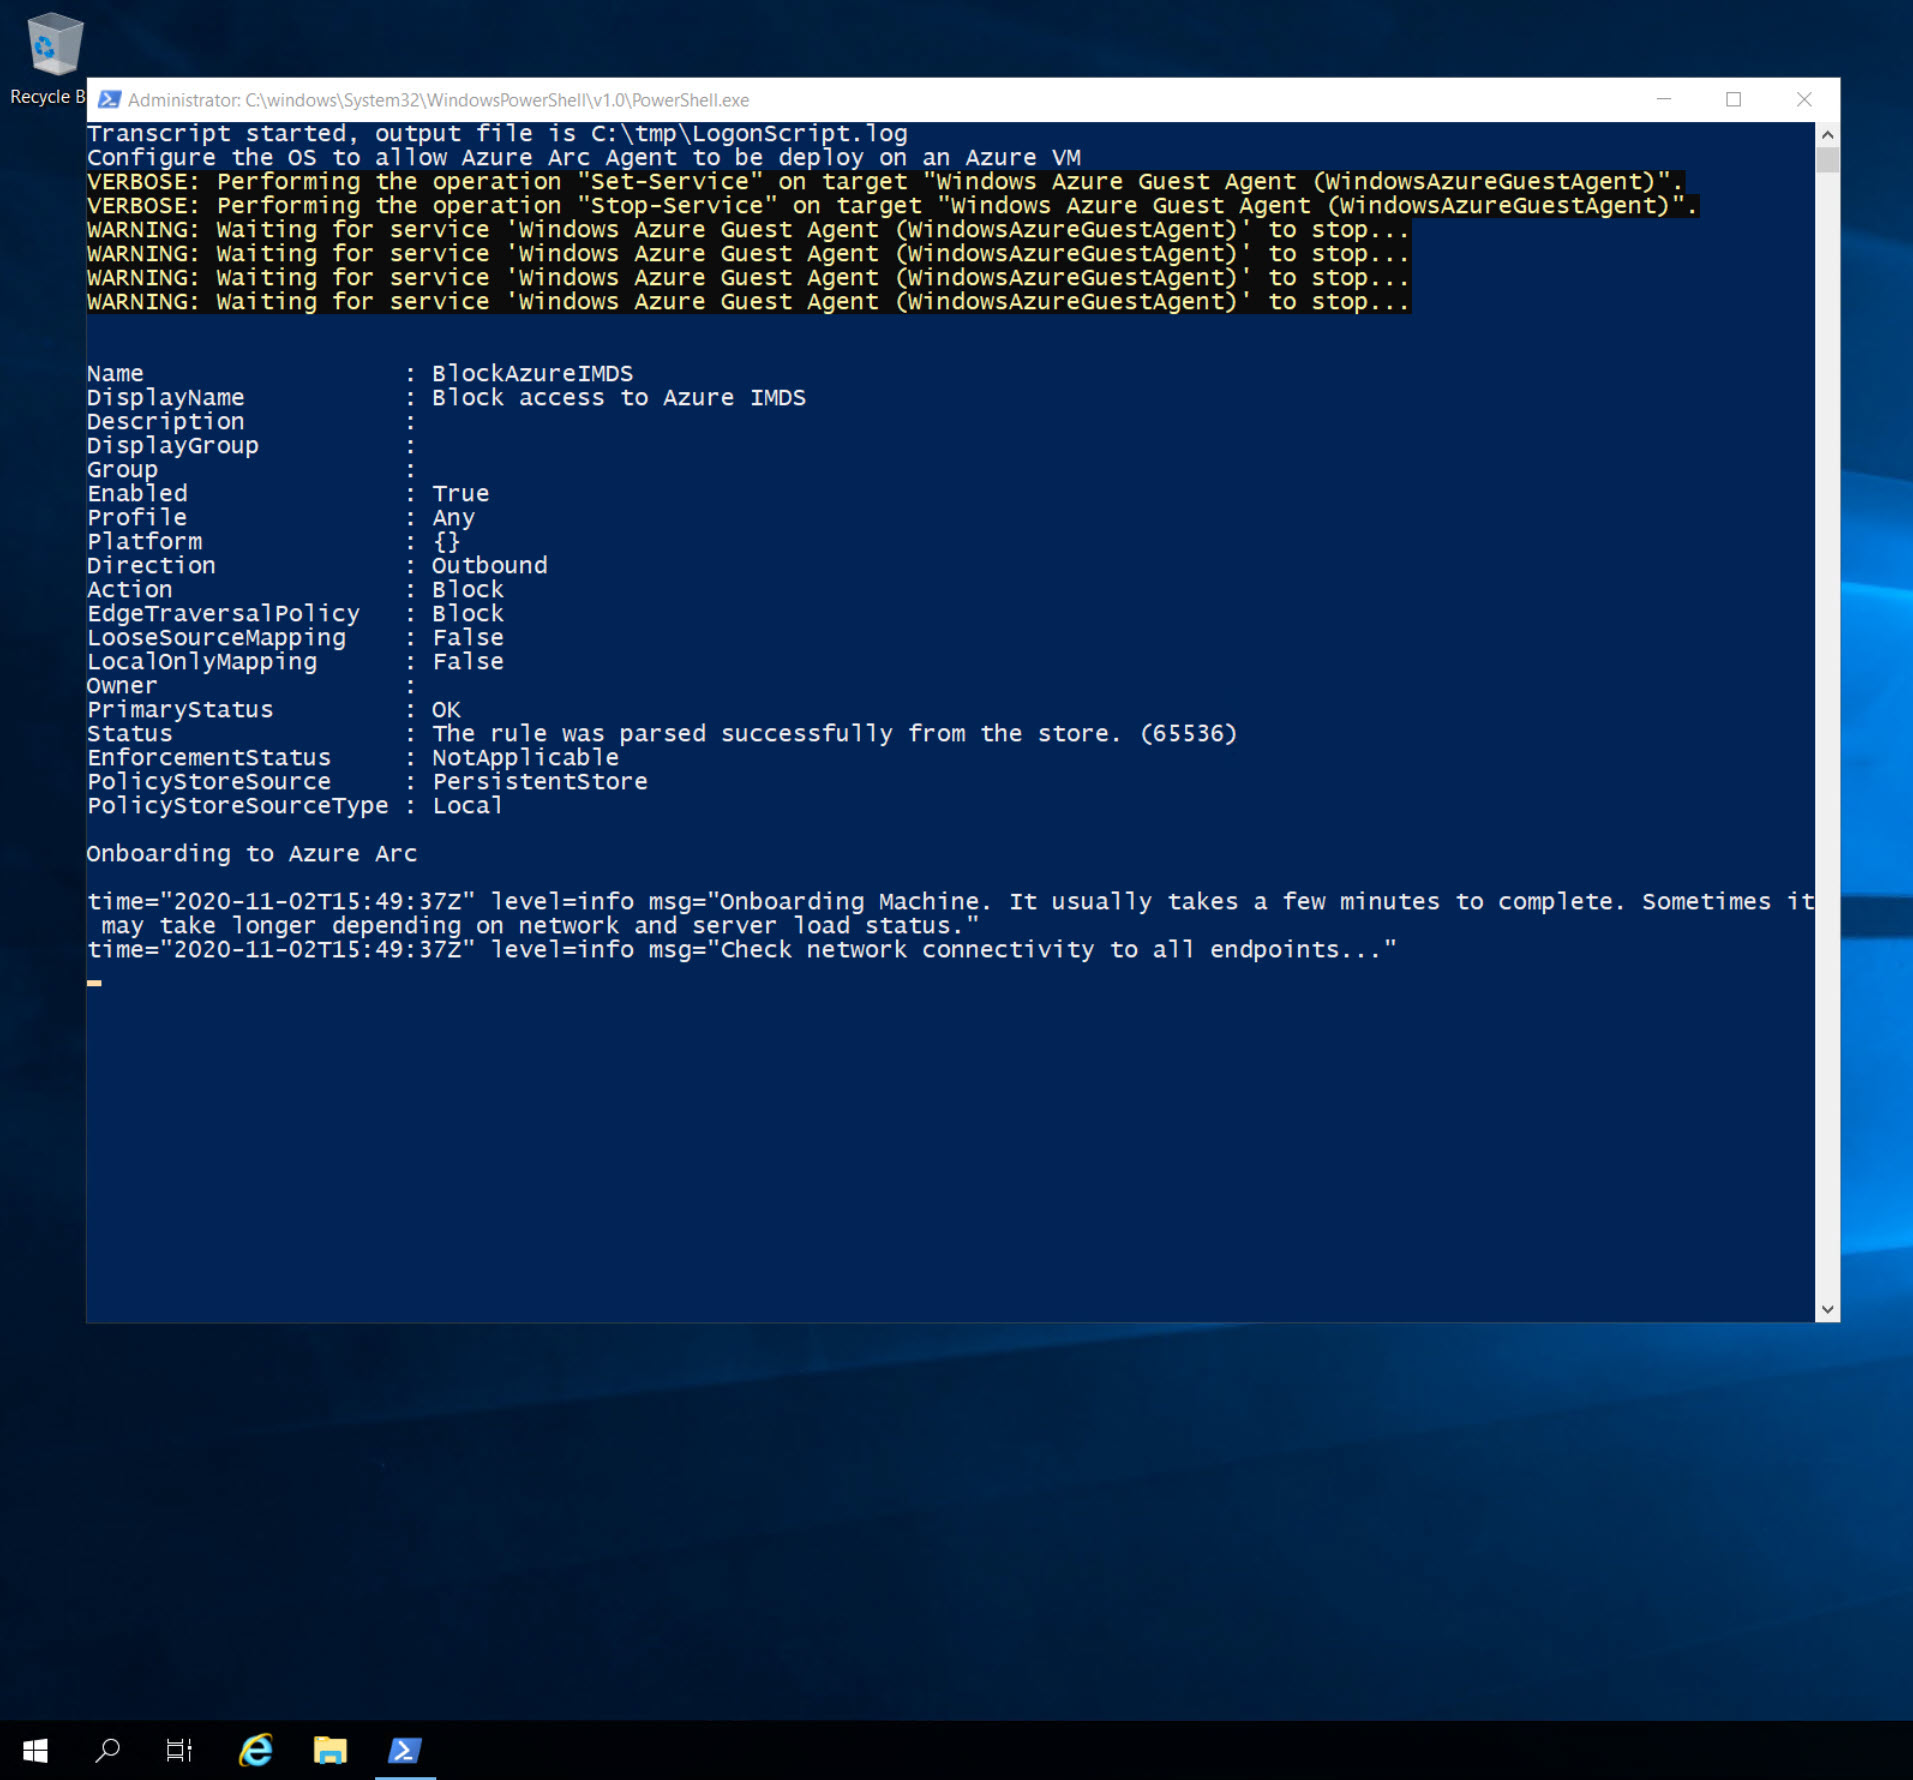 Recycle B
Administrator: C:\windows\System32\WindowsPowerShell\v1.0\PowerShell.exe
Transcript started, output file is C:\tmp\LogonScript.log
Configure the OS to allow Azure Arc Agent to be deploy on an Azure VM
VERBOSE: Performing the operation "Set-Service" on target "Windows Azure Guest Agent (WindowsAzureGuestAgent)".
VERBOSE: Performing the operation "Stop-Service" on target "Windows Azure Guest Agent (WindowsAzureGuestAgent)".
WARNING: Waiting for service 'Windows Azure Guest Agent (WindowsAzureGuestAgent)' to stop...
WARNING: Waiting for service 'Windows Azure Guest Agent (WindowsAzureGuestAgent)' to stop...
WARNING: Waiting for service 'Windows Azure Guest Agent (WindowsAzureGuestAgent)' to stop...
WARNING: Waiting for service 'Windows Azure Guest Agent (WindowsAzureGuestAgent)' to stop...
Name                  : BlockAzureIMDS
DisplayName           : Block access to Azure IMDS
Description           :
DisplayGroup          :
Group                 :
Enabled               : True
Profile               : Any
Platform              : {}
Direction             : Outbound
Action                : Block
EdgeTraversalPolicy   : Block
LooseSourceMapping    : False
LocalOnlyMapping      : False
Owner                 :
PrimaryStatus         : OK
Status                : The rule was parsed successfully from the store. (65536)
EnforcementStatus     : NotApplicable
PolicyStoreSource     : PersistentStore
PolicyStoreSourceType : Local
Onboarding to Azure Arc
time="2020-11-02T15:49:37Z" level=info msg="Onboarding Machine. It usually takes a few minutes to complete. Sometimes it
 may take longer depending on network and server load status."
time="2020-11-02T15:49:37Z" level=info msg="Check network connectivity to all endpoints..."